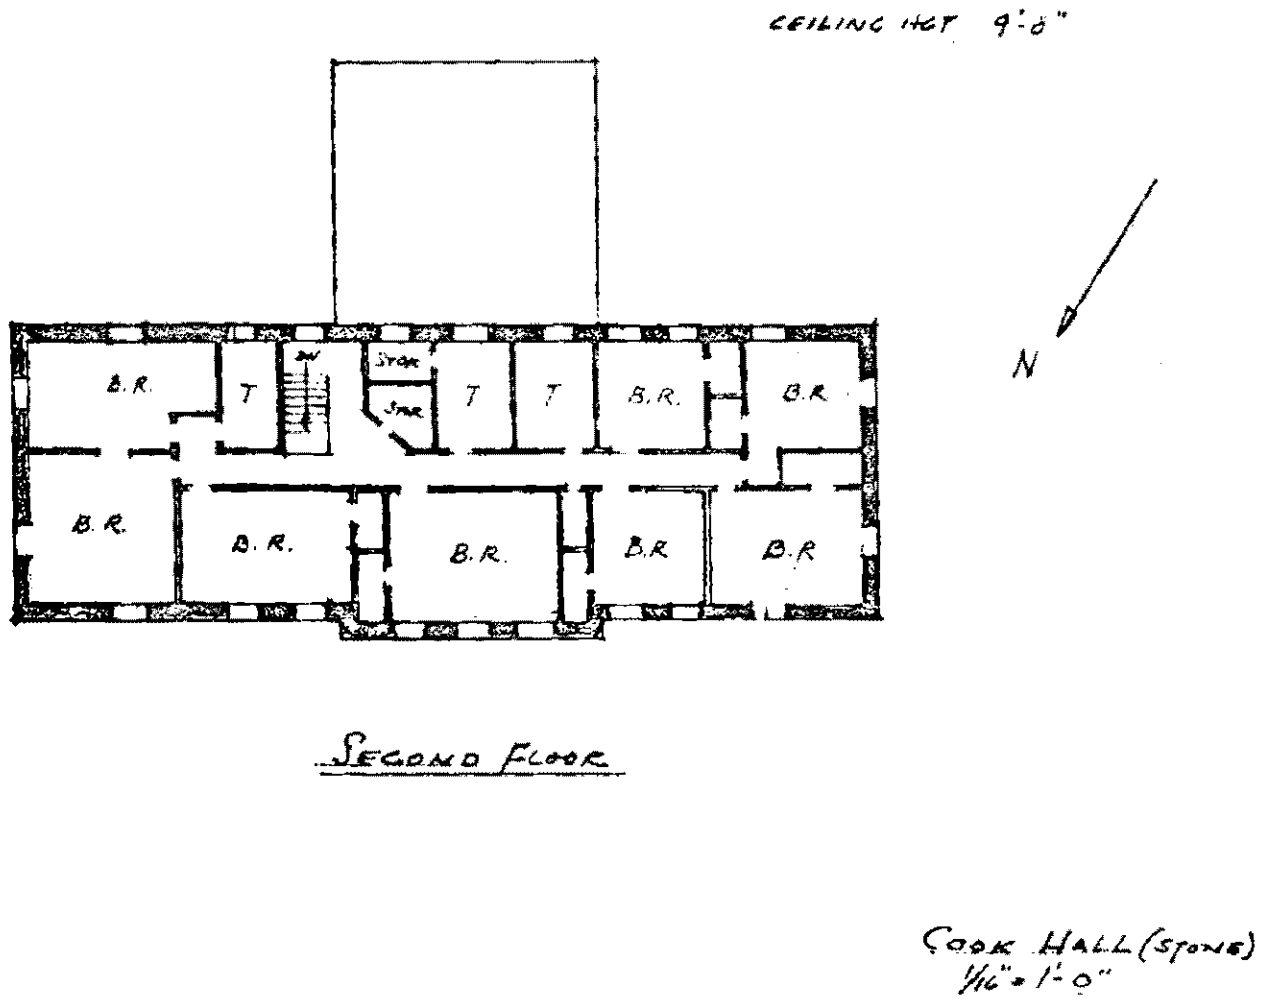 CEILING HGT 9'-0"
DN
STOR
B.R.
T
STOR
T
T
B.R.
B.R
N
B.R.
B.R.
B.R.
B.R
B.R
SECOND FLOOR
COOK HALL (STONE)
1/16" = 1'-0"